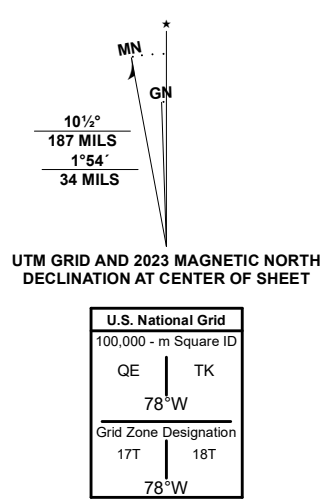 ★
MN
GN
10½°
187 MILS
1°54´
34 MILS
UTM GRID AND 2023 MAGNETIC NORTH
DECLINATION AT CENTER OF SHEET
U.S. National Grid
100,000 - m Square ID
QE TK
78°W
Grid Zone Designation
17T 18T
78°W